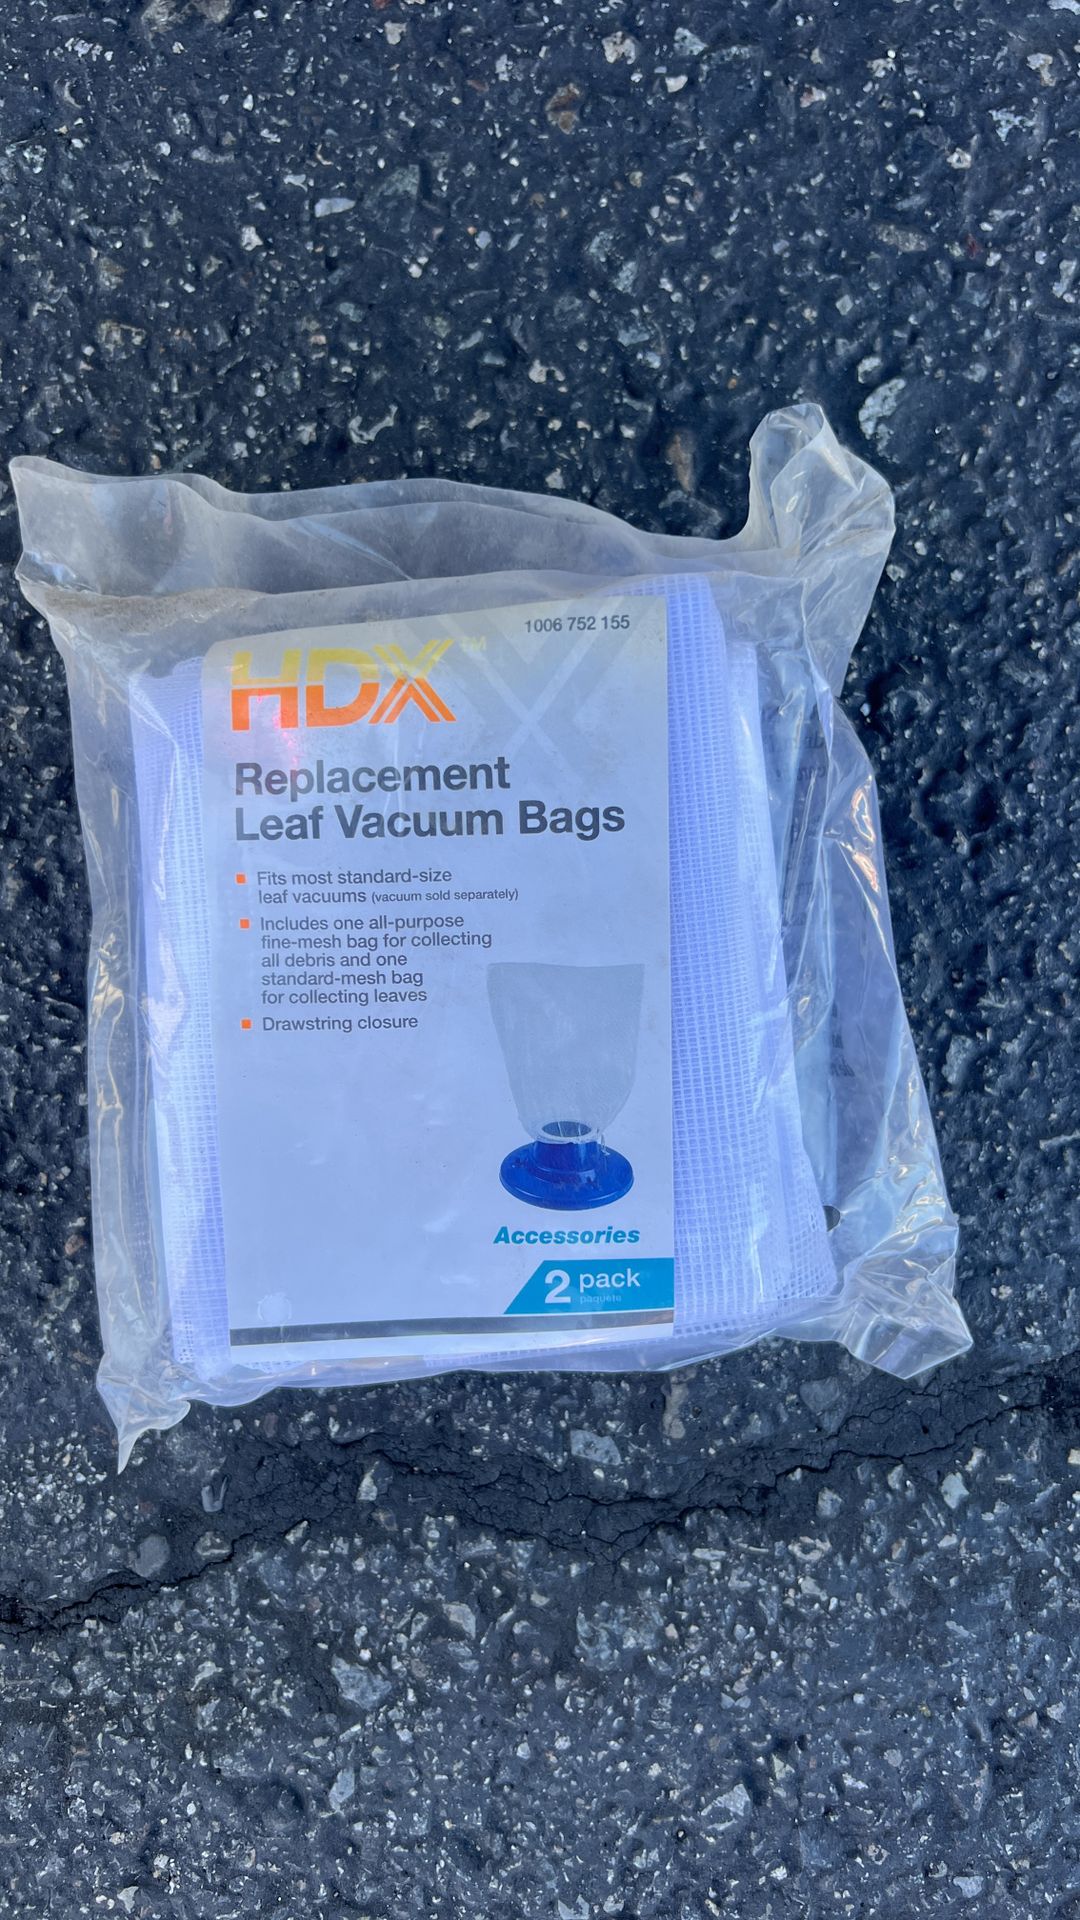 1006 752 155
HDX™
Replacement
Leaf Vacuum Bags
Fits most standard-size
leaf vacuums (vacuum sold separately)
Includes one all-purpose
fine-mesh bag for collecting
all debris and one
standard-mesh bag
for collecting leaves
Drawstring closure
Accessories
2 pack
paquete